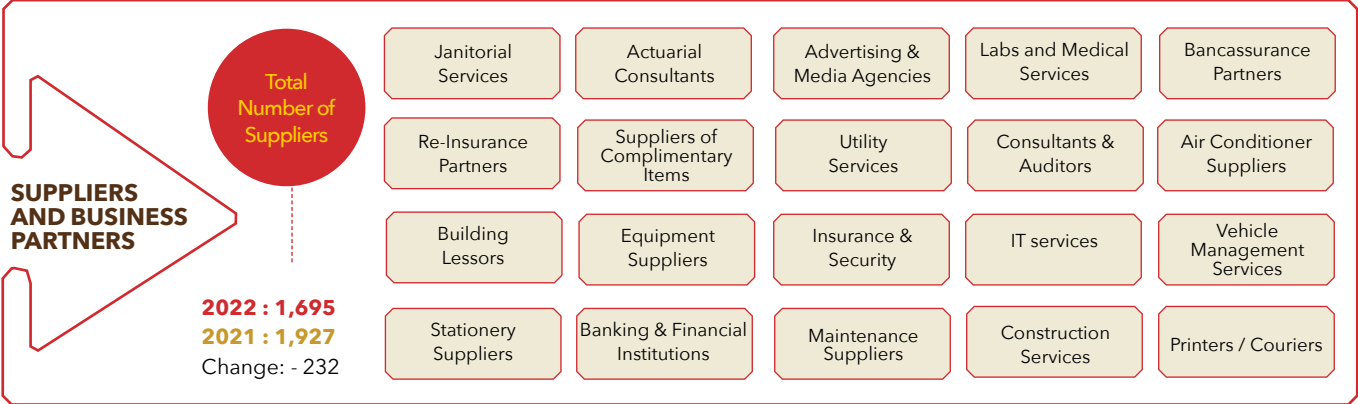 SUPPLIERS
AND BUSINESS
PARTNERS
Total
Number of
Suppliers
2022 : 1,695
2021 : 1,927
Change: - 232
Janitorial
Services
Actuarial
Consultants
Advertising &
Media Agencies
Labs and Medical
Services
Bancassurance
Partners
Re-Insurance
Partners
Suppliers of
Complimentary
Items
Utility
Services
Consultants &
Auditors
Air Conditioner
Suppliers
Building
Lessors
Equipment
Suppliers
Insurance &
Security
IT services
Vehicle
Management
Services
Stationery
Suppliers
Banking & Financial
Institutions
Maintenance
Suppliers
Construction
Services
Printers / Couriers